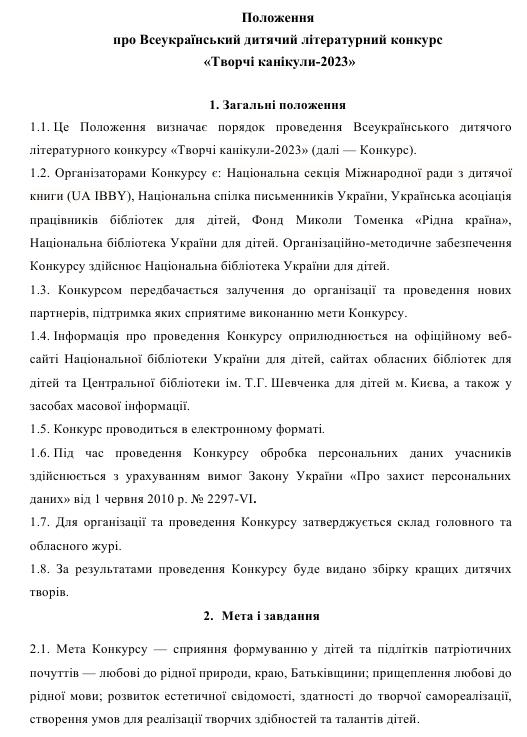 Положення
про Всеукраїнський дитячий літературний конкурс
«Творчі канікули-2023»
1. Загальні положення
1.1. Це Положення визначає порядок проведення Всеукраїнського дитячого
літературного конкурсу «Творчі канікули-2023» (далі — Конкурс).
1.2. Організаторами Конкурсу є: Національна секція Міжнародної ради з дитячої
книги (UA IBBY), Національна спілка письменників України, Українська асоціація
працівників бібліотек для дітей, Фонд Миколи Томенка «Рідна країна»,
Національна бібліотека України для дітей. Організаційно-методичне забезпечення
Конкурсу здійснює Національна бібліотека України для дітей.
1.3. Конкурсом передбачається залучення до організації та проведення нових
партнерів, підтримка яких сприятиме виконанню мети Конкурсу.
1.4. Інформація про проведення Конкурсу оприлюднюється на офіційному веб-
сайті Національної бібліотеки України для дітей, сайтах обласних бібліотек для
дітей та Центральної бібліотеки ім. Т.Г. Шевченка для дітей м. Києва, а також у
засобах масової інформації.
1.5. Конкурс проводиться в електронному форматі.
1.6. Під час проведення Конкурсу обробка персональних даних учасників
здійснюється з урахуванням вимог Закону України «Про захист персональних
даних» від 1 червня 2010 р. № 2297-VI.
1.7. Для організації та проведення Конкурсу затверджується склад головного та
обласного журі.
1.8. За результатами проведення Конкурсу буде видано збірку кращих дитячих
творів.
2. Мета і завдання
2.1. Мета Конкурсу — сприяння формуванню у дітей та підлітків патріотичних
почуттів — любові до рідної природи, краю, Батьківщини; прищеплення любові до
рідної мови; розвиток естетичної свідомості, здатності до творчої самореалізації,
створення умов для реалізації творчих здібностей та талантів дітей.